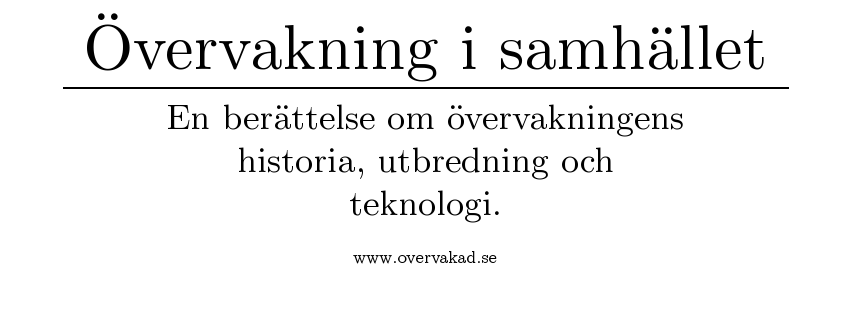 Övervakning i samhället
En berättelse om övervakningens
historia, utbredning och
teknologi.
www.overvakad.se